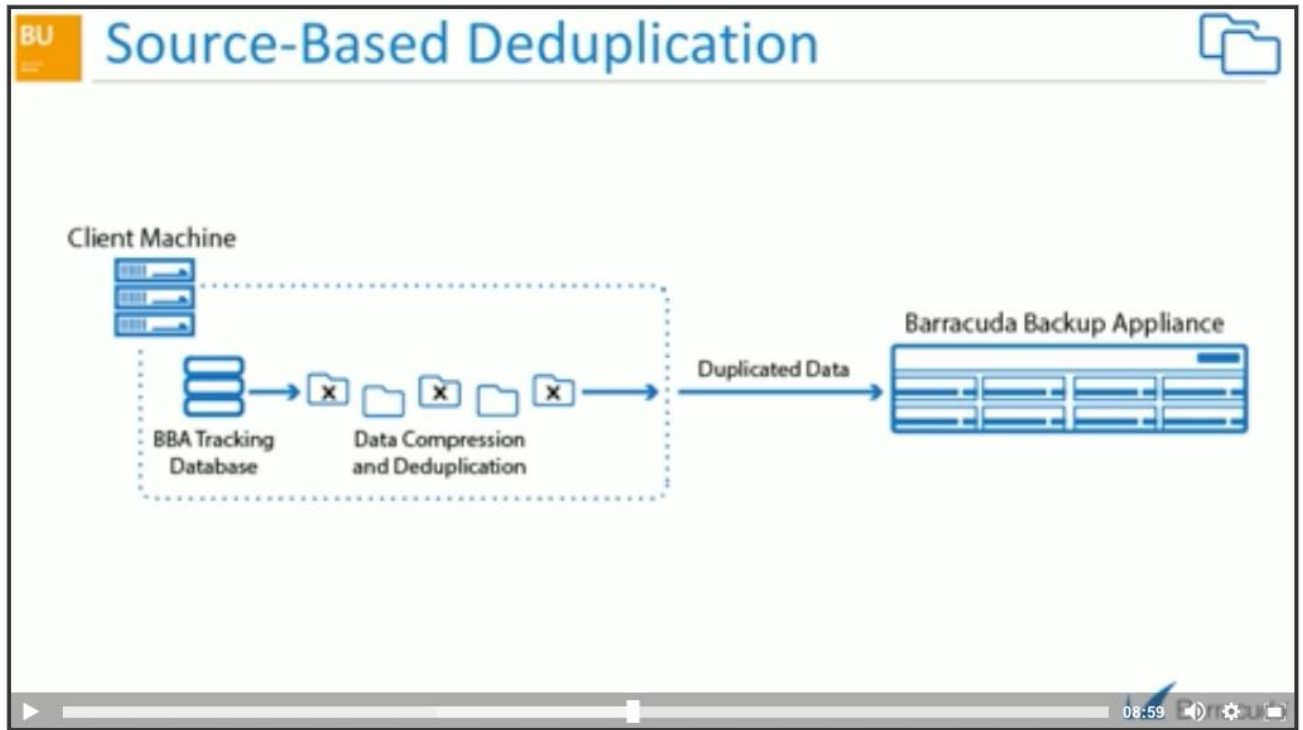 BU
Source-Based Deduplication
Client Machine
Barracuda Backup Appliance
Duplicated Data
BBA Tracking
Database
Data Compression
and Deduplication
X
X
X
08:59
Barracuda